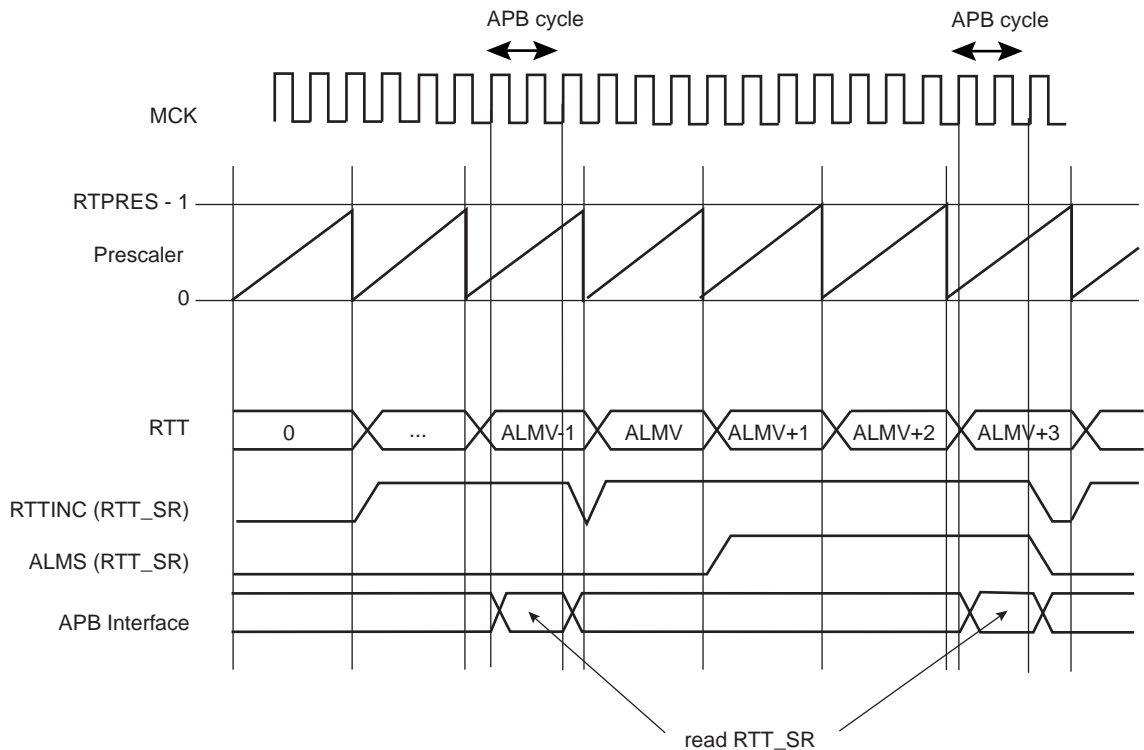 APB cycle
APB cycle
MCK
RTPRES - 1
Prescaler
0
RTT
0
...
ALMV-1
ALMV
ALMV+1
ALMV+2
ALMV+3
RTTINC (RTT_SR)
ALMS (RTT_SR)
APB Interface
read RTT_SR